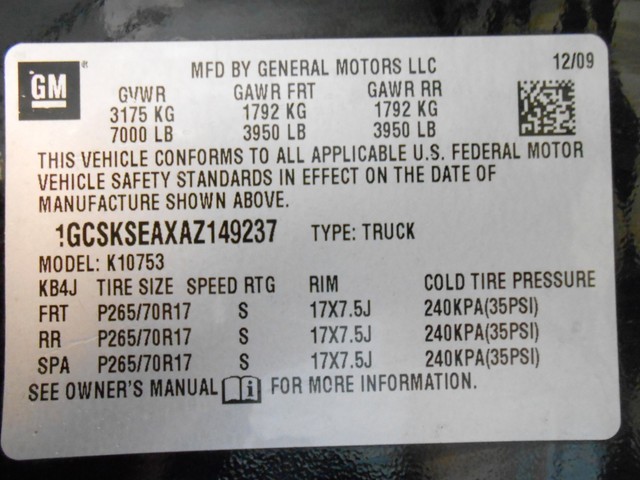 GM®
MFD BY GENERAL MOTORS LLC 12/09
GVWR GAWR FRT GAWR RR
3175 KG 1792 KG 1792 KG
7000 LB 3950 LB 3950 LB
THIS VEHICLE CONFORMS TO ALL APPLICABLE U.S. FEDERAL MOTOR
VEHICLE SAFETY STANDARDS IN EFFECT ON THE DATE OF
MANUFACTURE SHOWN ABOVE.
1GCSKSEAXAZ149237 TYPE: TRUCK
MODEL: K10753
KB4J TIRE SIZE SPEED RTG RIM COLD TIRE PRESSURE
FRT P265/70R17 S 17X7.5J 240KPA(35PSI)
RR P265/70R17 S 17X7.5J 240KPA(35PSI)
SPA P265/70R17 S 17X7.5J 240KPA(35PSI)
SEE OWNER'S MANUAL i FOR MORE INFORMATION.